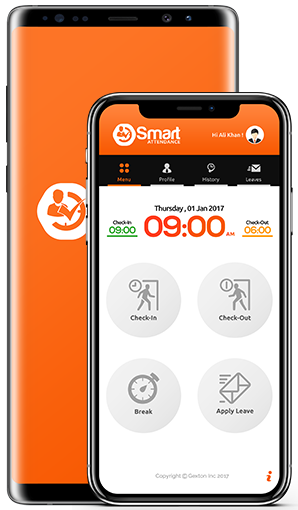 Smart
ATTENDANCE
Hi Ali Khan !
Menu
Profile
History
Leaves
Thursday , 01 Jan 2017
Check-In
09:00
09:00 AM
Check-Out
06:00
Check-In
Check-Out
Break
Apply Leave
Copyright © Geeton Inc 2017
i